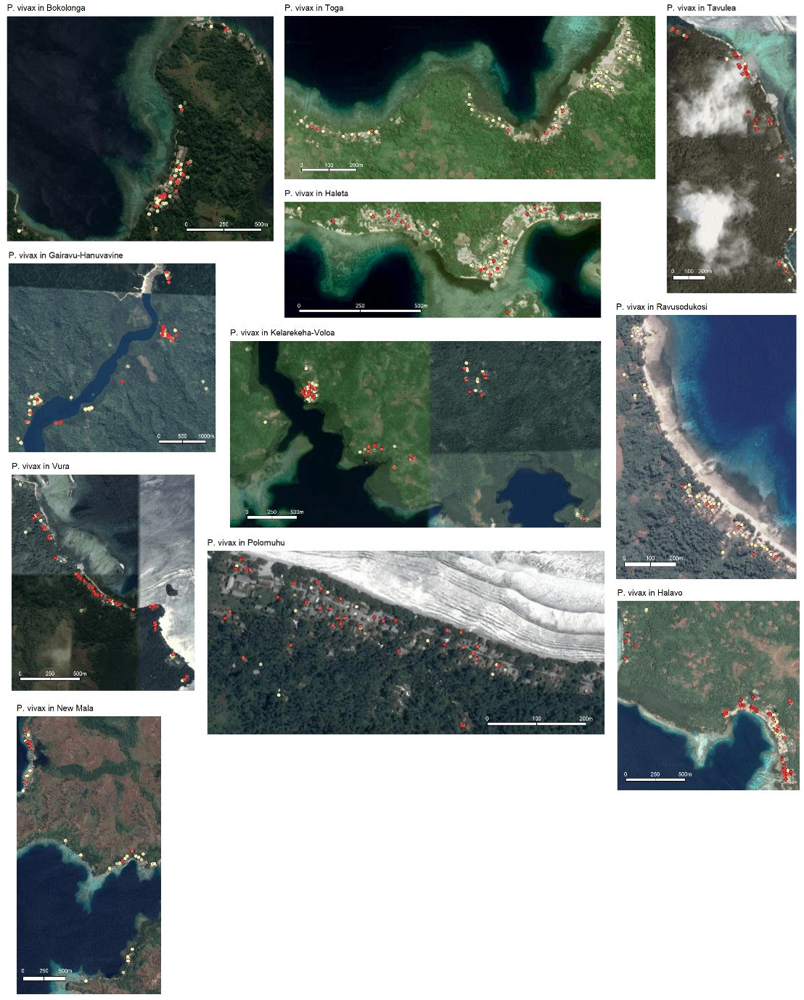 P. vivax in Bokolonga
0 250 500m
P. vivax in Toga
0 100 200m
P. vivax in Tavulea
0 100 200m
P. vivax in Haleta
0 250 500m
P. vivax in Gairavu-Hanuvavine
0 500 1000m
P. vivax in Kelarekeha-Voloa
0 250 500m
P. vivax in Ravusodukosi
0 100 200m
P. vivax in Vura
0 250 500m
P. vivax in Polomuhu
0 100 200m
P. vivax in Halavo
0 250 500m
P. vivax in New Mala
0 250 500m